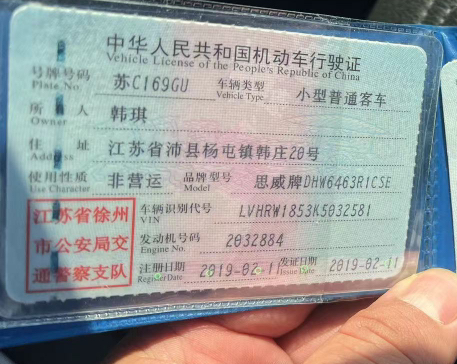 中华人民共和国机动车行驶证
Vehicle License of the People's Republic of China
号牌号码 苏C169GU 车辆类型 小型普通客车
Plate No. Vehicle Type
所有人 韩琪
Owner
住址 江苏省沛县杨屯镇韩庄20号
Address
使用性质 非营运 品牌型号 思威牌DHW6463R1CSE
Use Character Model
江苏省徐州
市公安局交
通警察支队
车辆识别代号 LVHRW1853K5032581
VIN
发动机号码 2032884
Engine No.
注册日期 2019-02-11 发证日期 2019-02-11
Register Date Issue Date